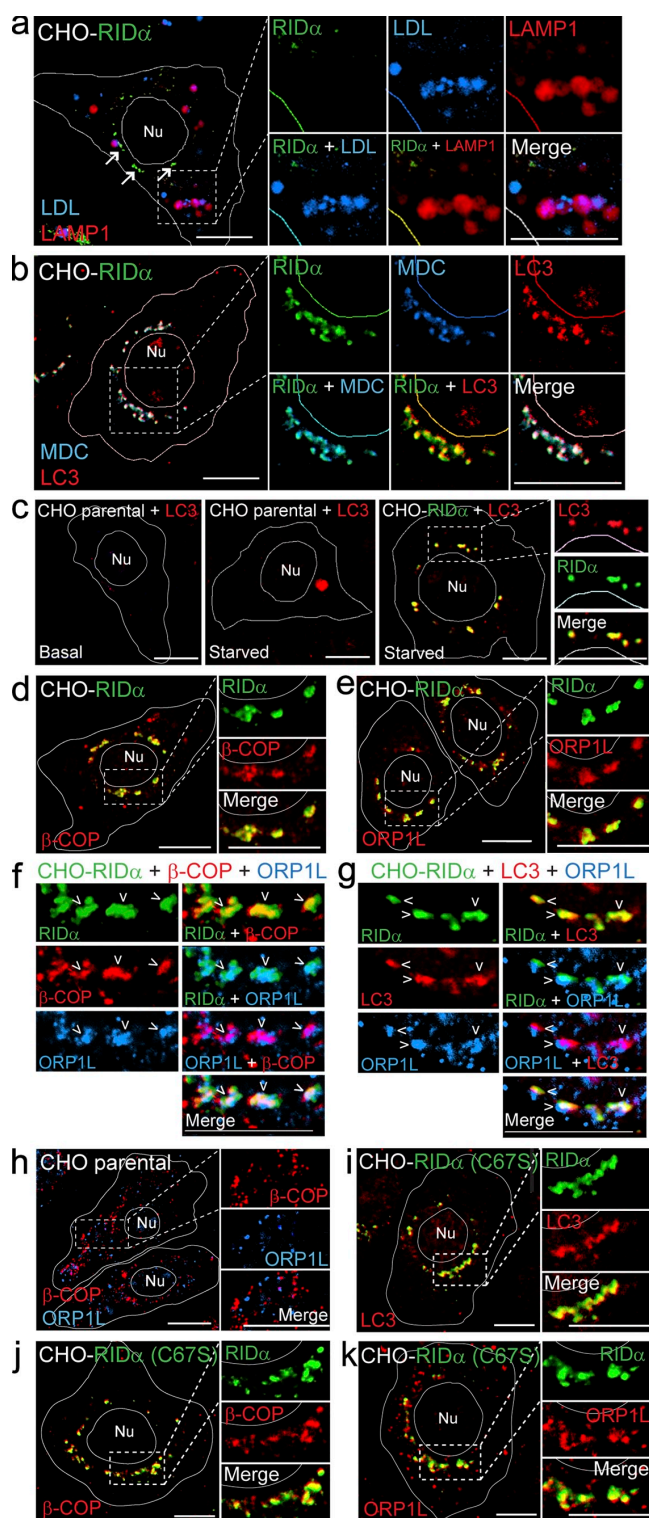 a
CHO-RIDα
Nu
LDL
LAMP1
RIDα
LDL
LAMP1
RIDα + LDL
RIDα + LAMP1
Merge
b
CHO-RIDα
Nu
MDC
LC3
RIDα
MDC
LC3
RIDα + MDC
RIDα + LC3
Merge
c
CHO parental + LC3
Nu
Basal
CHO parental + LC3
Nu
Starved
CHO-RIDα + LC3
Nu
Starved
LC3
RIDα
Merge
d
CHO-RIDα
Nu
β-COP
RIDα
β-COP
Merge
e
CHO-RIDα
Nu
Nu
ORP1L
RIDα
ORP1L
Merge
f
CHO-RIDα + β-COP + ORP1L
RIDα
RIDα + β-COP
β-COP
RIDα + ORP1L
ORP1L
ORP1L + β-COP
Merge
g
CHO-RIDα + LC3 + ORP1L
RIDα
RIDα + LC3
LC3
RIDα + ORP1L
ORP1L
ORP1L + LC3
Merge
h
CHO parental
Nu
Nu
β-COP
ORP1L
β-COP
ORP1L
Merge
i
CHO-RIDα (C67S)
Nu
LC3
RIDα
LC3
Merge
j
CHO-RIDα (C67S)
Nu
β-COP
RIDα
β-COP
Merge
k
CHO-RIDα (C67S)
Nu
ORP1L
RIDα
ORP1L
Merge